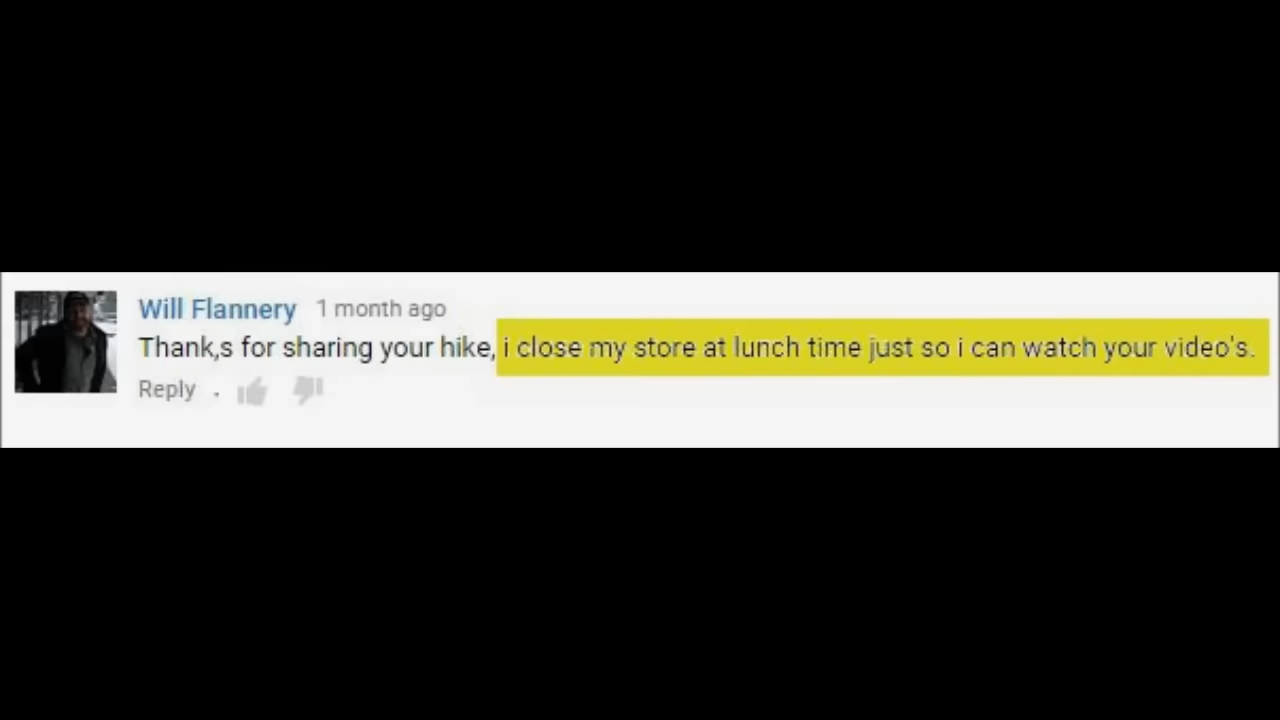 Will Flannery 1 month ago
Thank,s for sharing your hike, i close my store at lunch time just so i can watch your video's.
Reply .